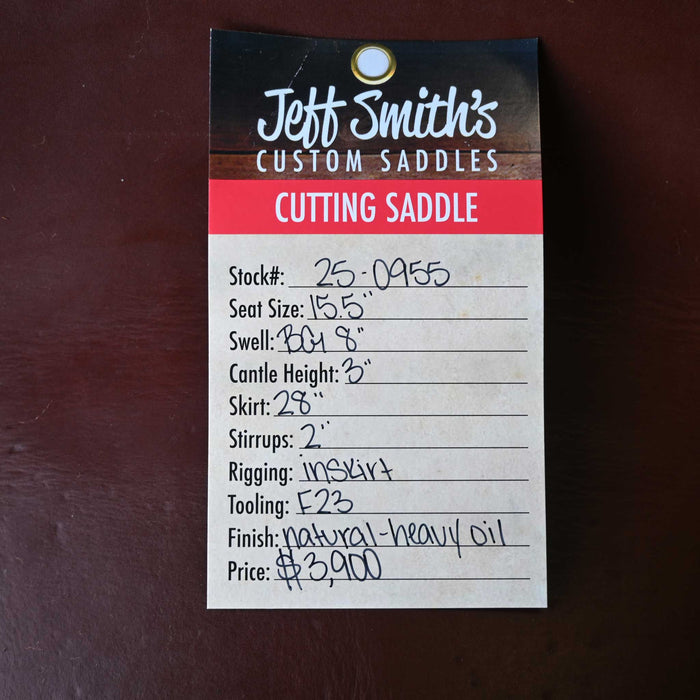 Jeff Smith's
CUSTOM SADDLES
CUTTING SADDLE
Stock#: 25-0955
Seat Size: 15.5"
Swell: BCM 8"
Cantle Height: 3"
Skirt: 28"
Stirrups: 2"
Rigging: inskirt
Tooling: F23
Finish: natural-heavy oil
Price: $3,900